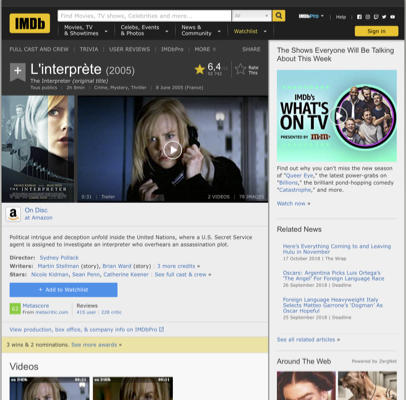 IMDb
Find Movies, TV shows, Celebrities and more...
All
IMDbPro
Help
Movies, TV
& Showtimes
Celebs, Events
& Photos
News &
Community
Watchlist
Sign in
FULL CAST AND CREW | TRIVIA | USER REVIEWS | IMDbPro | MORE
SHARE
L'interprète (2005)
The Interpreter (original title)
Tous publics | 2h 8min | Crime, Mystery, Thriller | 8 June 2005 (France)
6,4
Rate
This
THE INTERPRETER
0:31 | Trailer
2 VIDEOS | 78 IMAGES
On Disc
at Amazon
Political intrigue and deception unfold inside the United Nations, where a U.S. Secret Service
agent is assigned to investigate an interpreter who overhears an assassination plot.
Director: Sydney Pollack
Writers: Martin Stellman (story), Brian Ward (story) | 3 more credits »
Stars: Nicole Kidman, Sean Penn, Catherine Keener | See full cast & crew »
+ Add to Watchlist
Metascore
From metacritic.com
Reviews
415 user | 228 critic
View production, box office, & company info on IMDbPro
3 wins & 2 nominations. See more awards »
Videos
The Shows Everyone Will Be Talking
About This Week
IMDb's
WHAT'S
ON TV
PRESENTED BY M&M'S
Find out why you can't miss the new season
of "Queer Eye," the latest power-grabs on
"Billions," the brilliant pond-hopping comedy
"Catastrophe," and more.
Watch now »
Related News
Here's Everything Coming to and Leaving
Hulu in November
17 October 2018 | The Wrap
Oscars: Argentina Picks Luis Ortega's
'The Angel' For Foreign Language Race
26 September 2018 | Deadline
Foreign Language Heavyweight Italy
Selects Matteo Garrone's 'Dogman' As
Oscar Hopeful
25 September 2018 | Deadline
See all related articles »
Around The Web
Powered by ZergNet